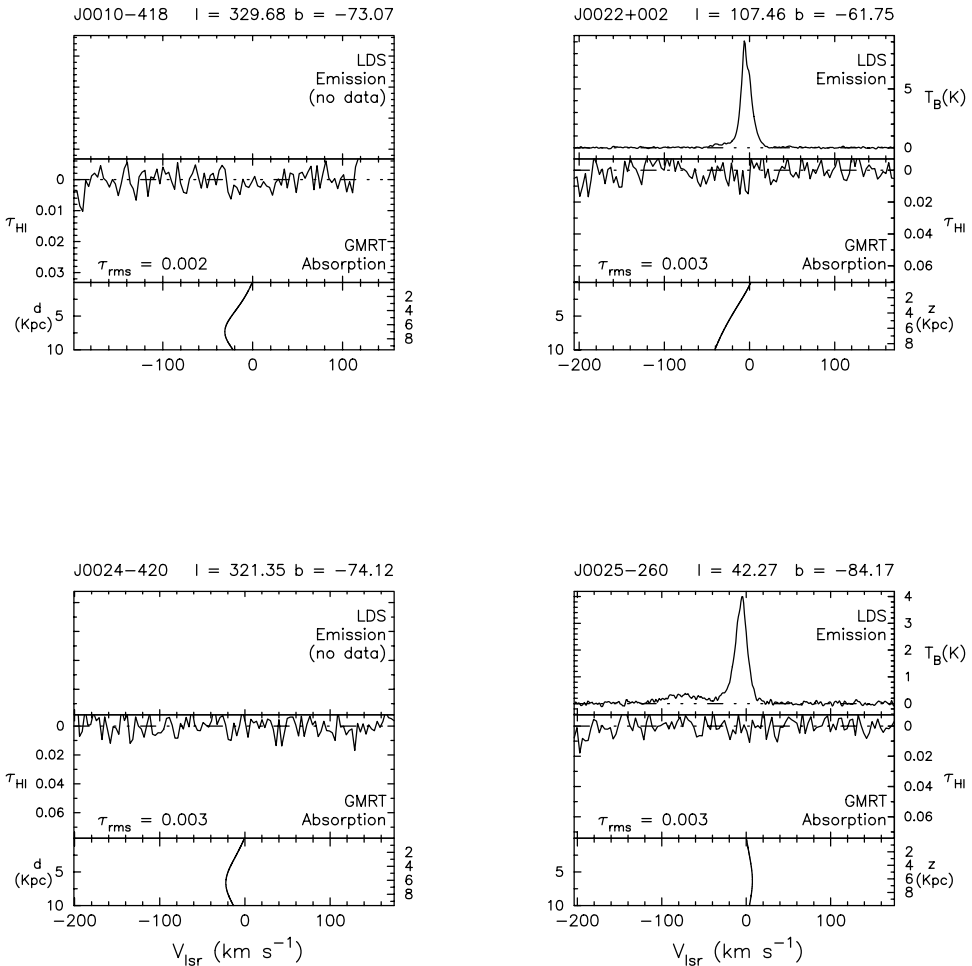 J0010−418 l = 329.68 b = −73.07
LDS
Emission
(no data)
0
0.01
0.02
0.03
τHI
GMRT
τrms = 0.002 Absorption
d
(Kpc)
5
10
2
4
6
8
−100 0 100
J0022+002 l = 107.46 b = −61.75
LDS
Emission
5
0
TB(K)
0
0.02
0.04
0.06
τHI
GMRT
τrms = 0.003 Absorption
5
10
2
4
6
8
z
(Kpc)
−200 −100 0 100
J0024−420 l = 321.35 b = −74.12
LDS
Emission
(no data)
0
0.02
0.04
0.06
τHI
GMRT
τrms = 0.003 Absorption
d
(Kpc)
5
10
2
4
6
8
−200 −100 0 100
Vlsr (km s−1)
J0025−260 l = 42.27 b = −84.17
LDS
Emission
4
3
2
1
0
TB(K)
0
0.02
0.04
0.06
τHI
GMRT
τrms = 0.003 Absorption
5
10
2
4
6
8
z
(Kpc)
−200 −100 0 100
Vlsr (km s−1)